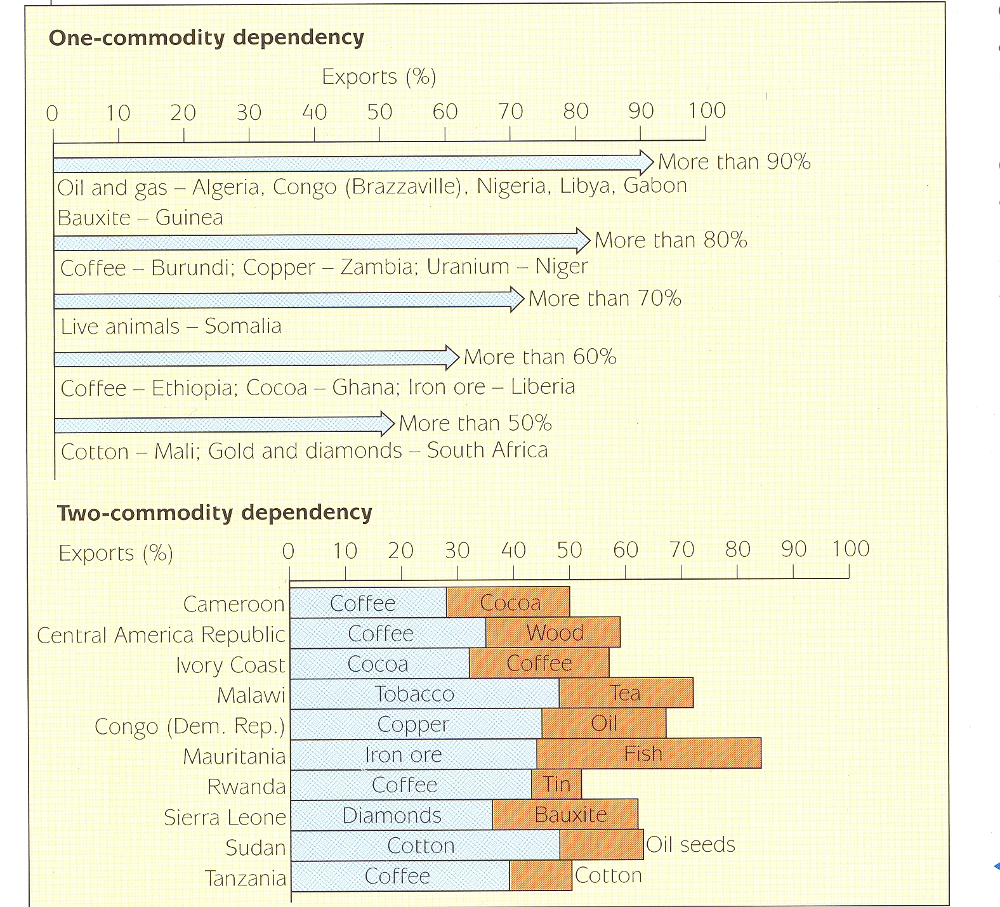 One-commodity dependency
Exports (%)
0 10 20 30 40 50 60 70 80 90 100
More than 90%
Oil and gas – Algeria, Congo (Brazzaville), Nigeria, Libya, Gabon
Bauxite – Guinea
More than 80%
Coffee – Burundi; Copper – Zambia; Uranium – Niger
More than 70%
Live animals – Somalia
More than 60%
Coffee – Ethiopia; Cocoa – Ghana; Iron ore – Liberia
More than 50%
Cotton – Mali; Gold and diamonds – South Africa
Two-commodity dependency
Exports (%) 0 10 20 30 40 50 60 70 80 90 100
Cameroon Coffee Cocoa
Central America Republic Coffee Wood
Ivory Coast Cocoa Coffee
Malawi Tobacco Tea
Congo (Dem. Rep.) Copper Oil
Mauritania Iron ore Fish
Rwanda Coffee Tin
Sierra Leone Diamonds Bauxite
Sudan Cotton Oil seeds
Tanzania Coffee Cotton